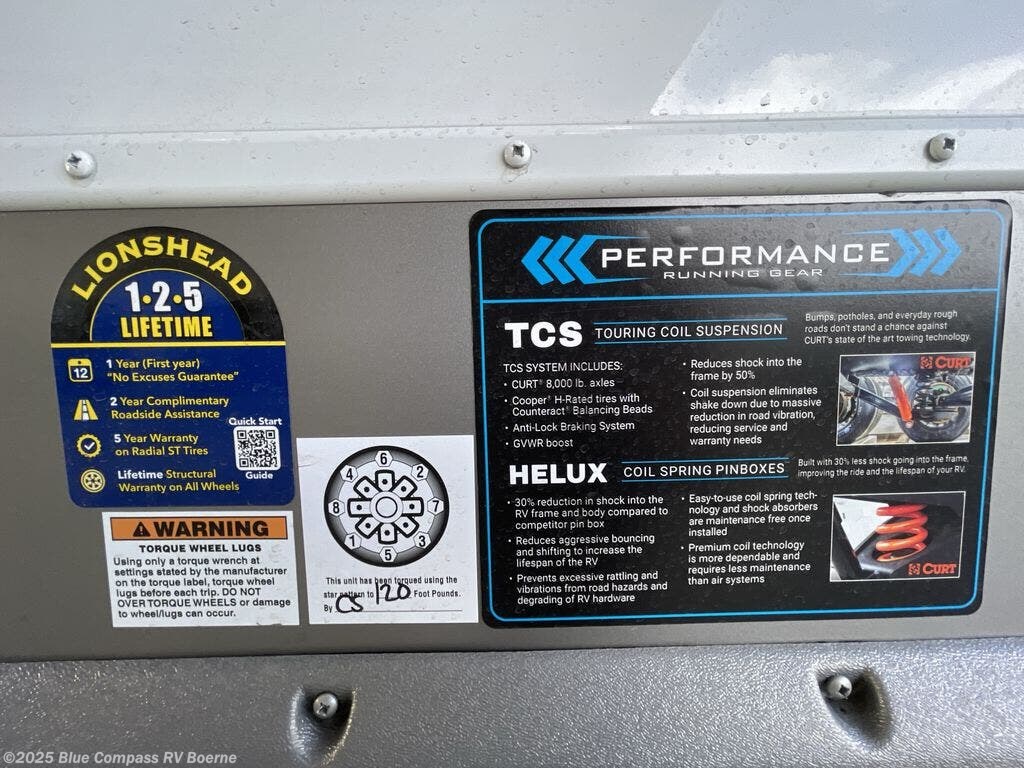 LIONSHEAD
1•2•5
LIFETIME
12
1 Year (First year)
"No Excuses Guarantee"
2 Year Complimentary
Roadside Assistance
5 Year Warranty
on Radial ST Tires
Lifetime Structural
Warranty on All Wheels
Quick Start
Guide
WARNING
TORQUE WHEEL LUGS
Using only a torque wrench at
settings stated by the manufacturer
on the torque label, torque wheel
lugs before each trip. DO NOT
OVER TORQUE WHEELS or damage
to wheel/lugs can occur.
6
4 2
8 7
1 3
5
This unit has been torqued using the
star pattern to 120 Foot Pounds.
By CS
PERFORMANCE
RUNNING GEAR
TCS TOURING COIL SUSPENSION
Bumps, potholes, and everyday rough
roads don't stand a chance against
CURT's state of the art towing technology.
TCS SYSTEM INCLUDES:
• CURT® 8,000 lb. axles
• Cooper® H-Rated tires with
Counteract® Balancing Beads
• Anti-Lock Braking System
• GVWR boost
• Reduces shock into the
frame by 50%
• Coil suspension eliminates
shake down due to massive
reduction in road vibration,
reducing service and
warranty needs
CURT
HELUX COIL SPRING PINBOXES
Built with 30% less shock going into the frame,
improving the ride and the lifespan of your RV.
• 30% reduction in shock into the
RV frame and body compared to
competitor pin box
• Reduces aggressive bouncing
and shifting to increase the
lifespan of the RV
• Prevents excessive rattling and
vibrations from road hazards and
degrading of RV hardware
• Easy-to-use coil spring tech-
nology and shock absorbers
are maintenance free once
installed
• Premium coil technology
is more dependable and
requires less maintenance
than air systems
CURT
©2025 Blue Compass RV Boerne